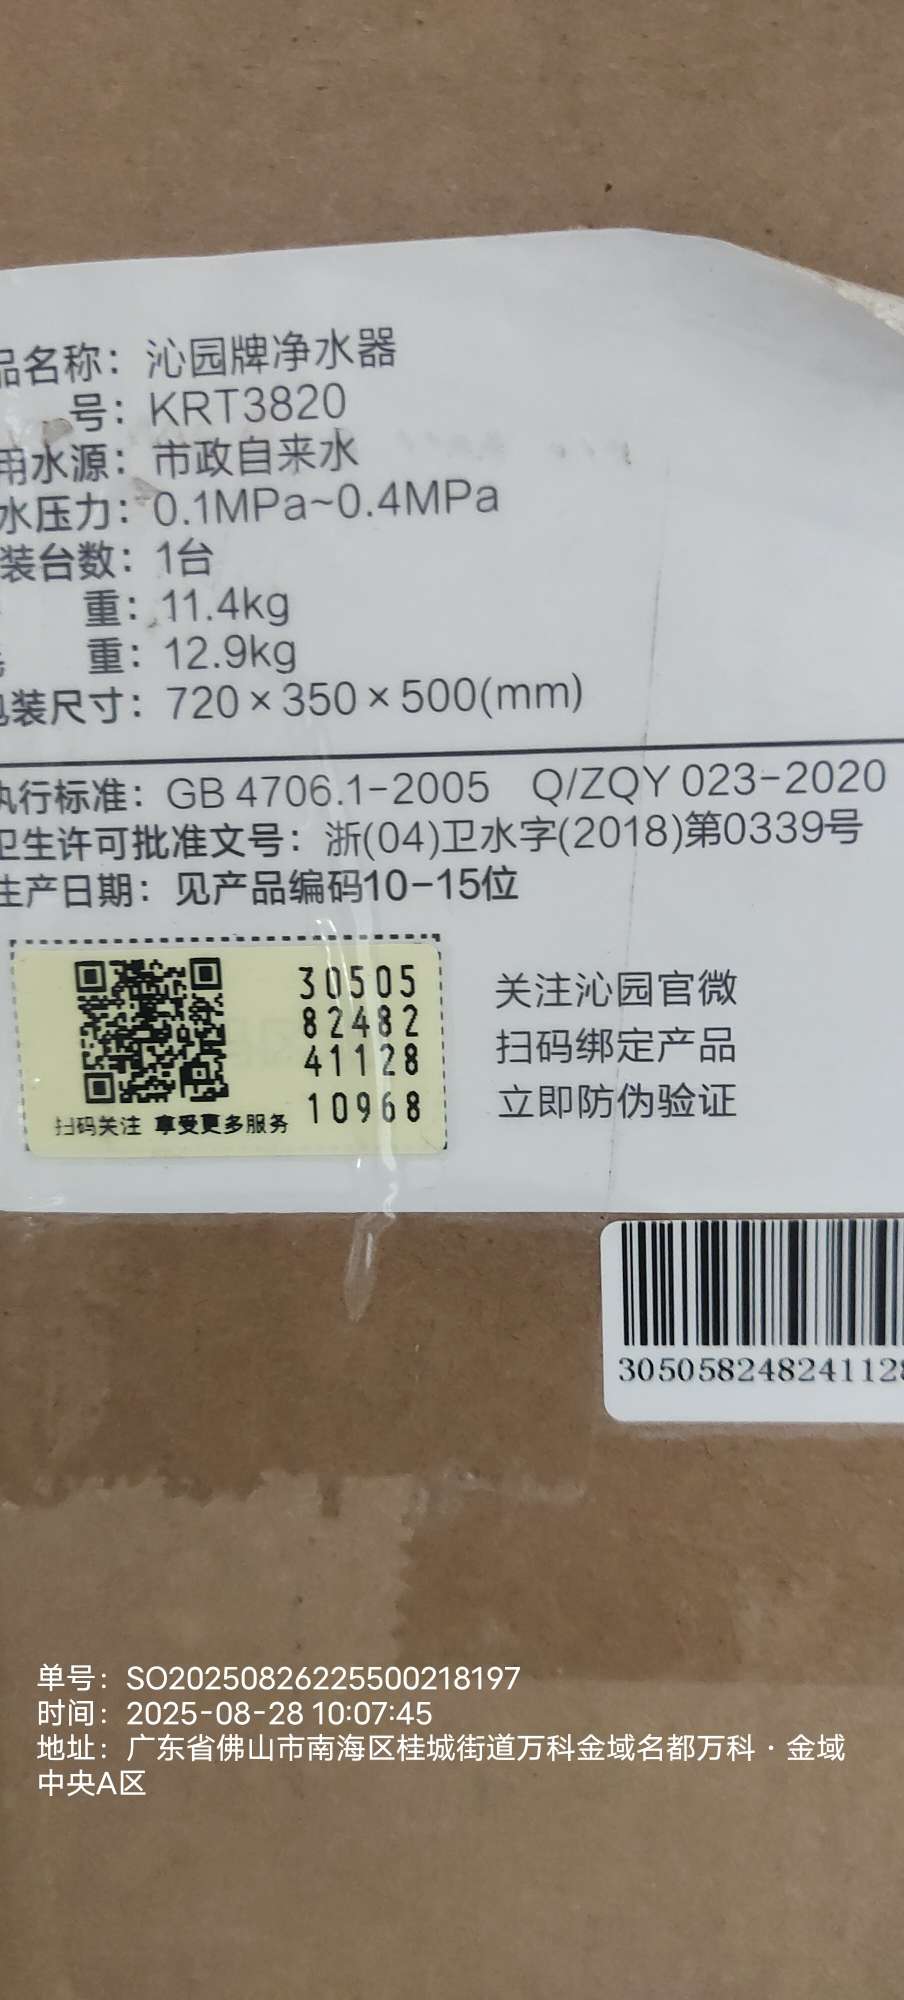 品名称：沁园牌净水器
号：KRT3820
用水源：市政自来水
水压力：0.1MPa~0.4MPa
装台数：1台
重：11.4kg
重：12.9kg
包装尺寸：720×350×500(mm)
执行标准：GB 4706.1-2005 Q/ZQY 023-2020
卫生许可批准文号：浙(04)卫水字(2018)第0339号
生产日期：见产品编码10-15位
30505
82482
41128
10968
扫码关注 享受更多服务
关注沁园官微
扫码绑定产品
立即防伪验证
305058248241128
单号：SO20250826225500218197
时间：2025-08-28 10:07:45
地址：广东省佛山市南海区桂城街道万科金域名都万科·金域
中央A区